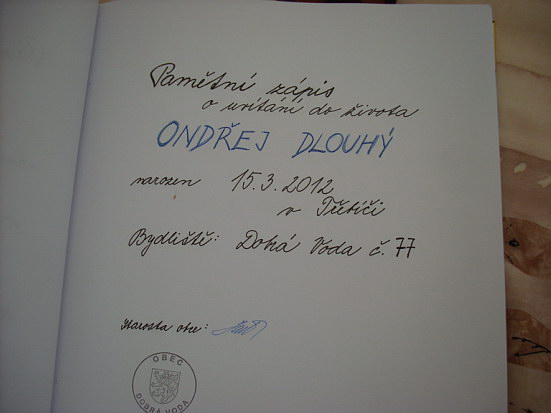 Pamětní zápis
o uvítání do života
ONDŘEJ DLOUHÝ
narozen 15.3.2012
v Třebíči
Bydliště: Dobrá Voda č. 77
Starosta obce:
OBEC
DOBRÁ VODA